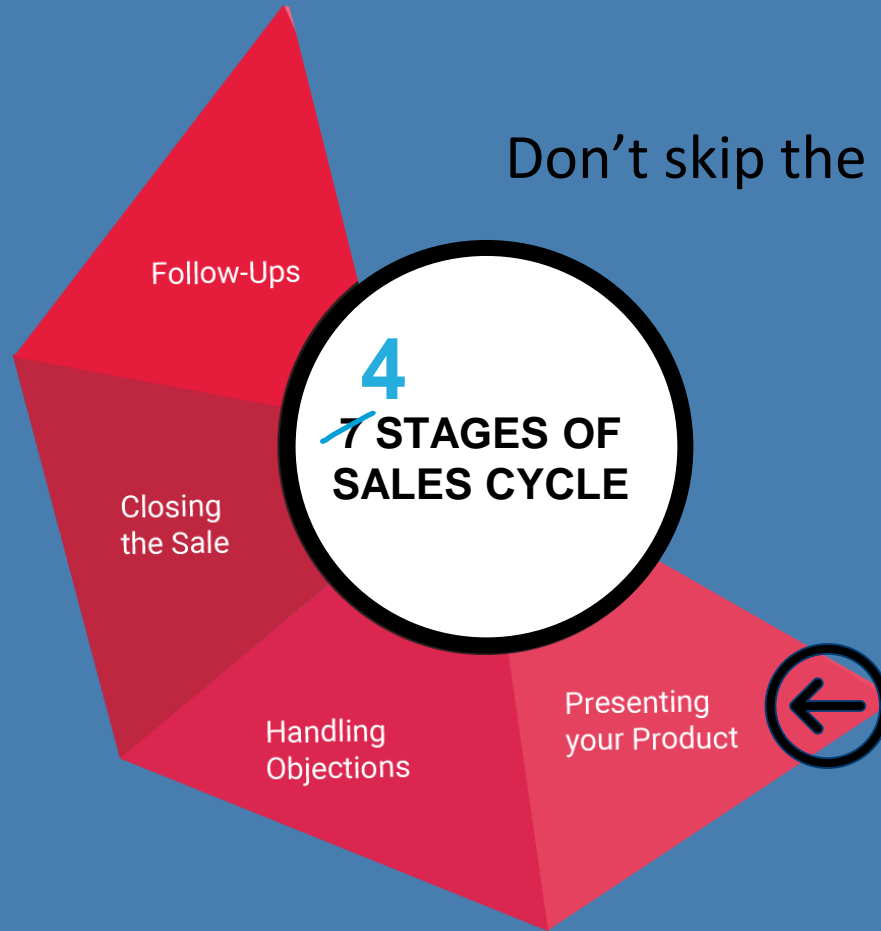 Don't skip the
Follow-Ups
4
7 STAGES OF
SALES CYCLE
Closing
the Sale
Presenting
your Product
Handling
Objections